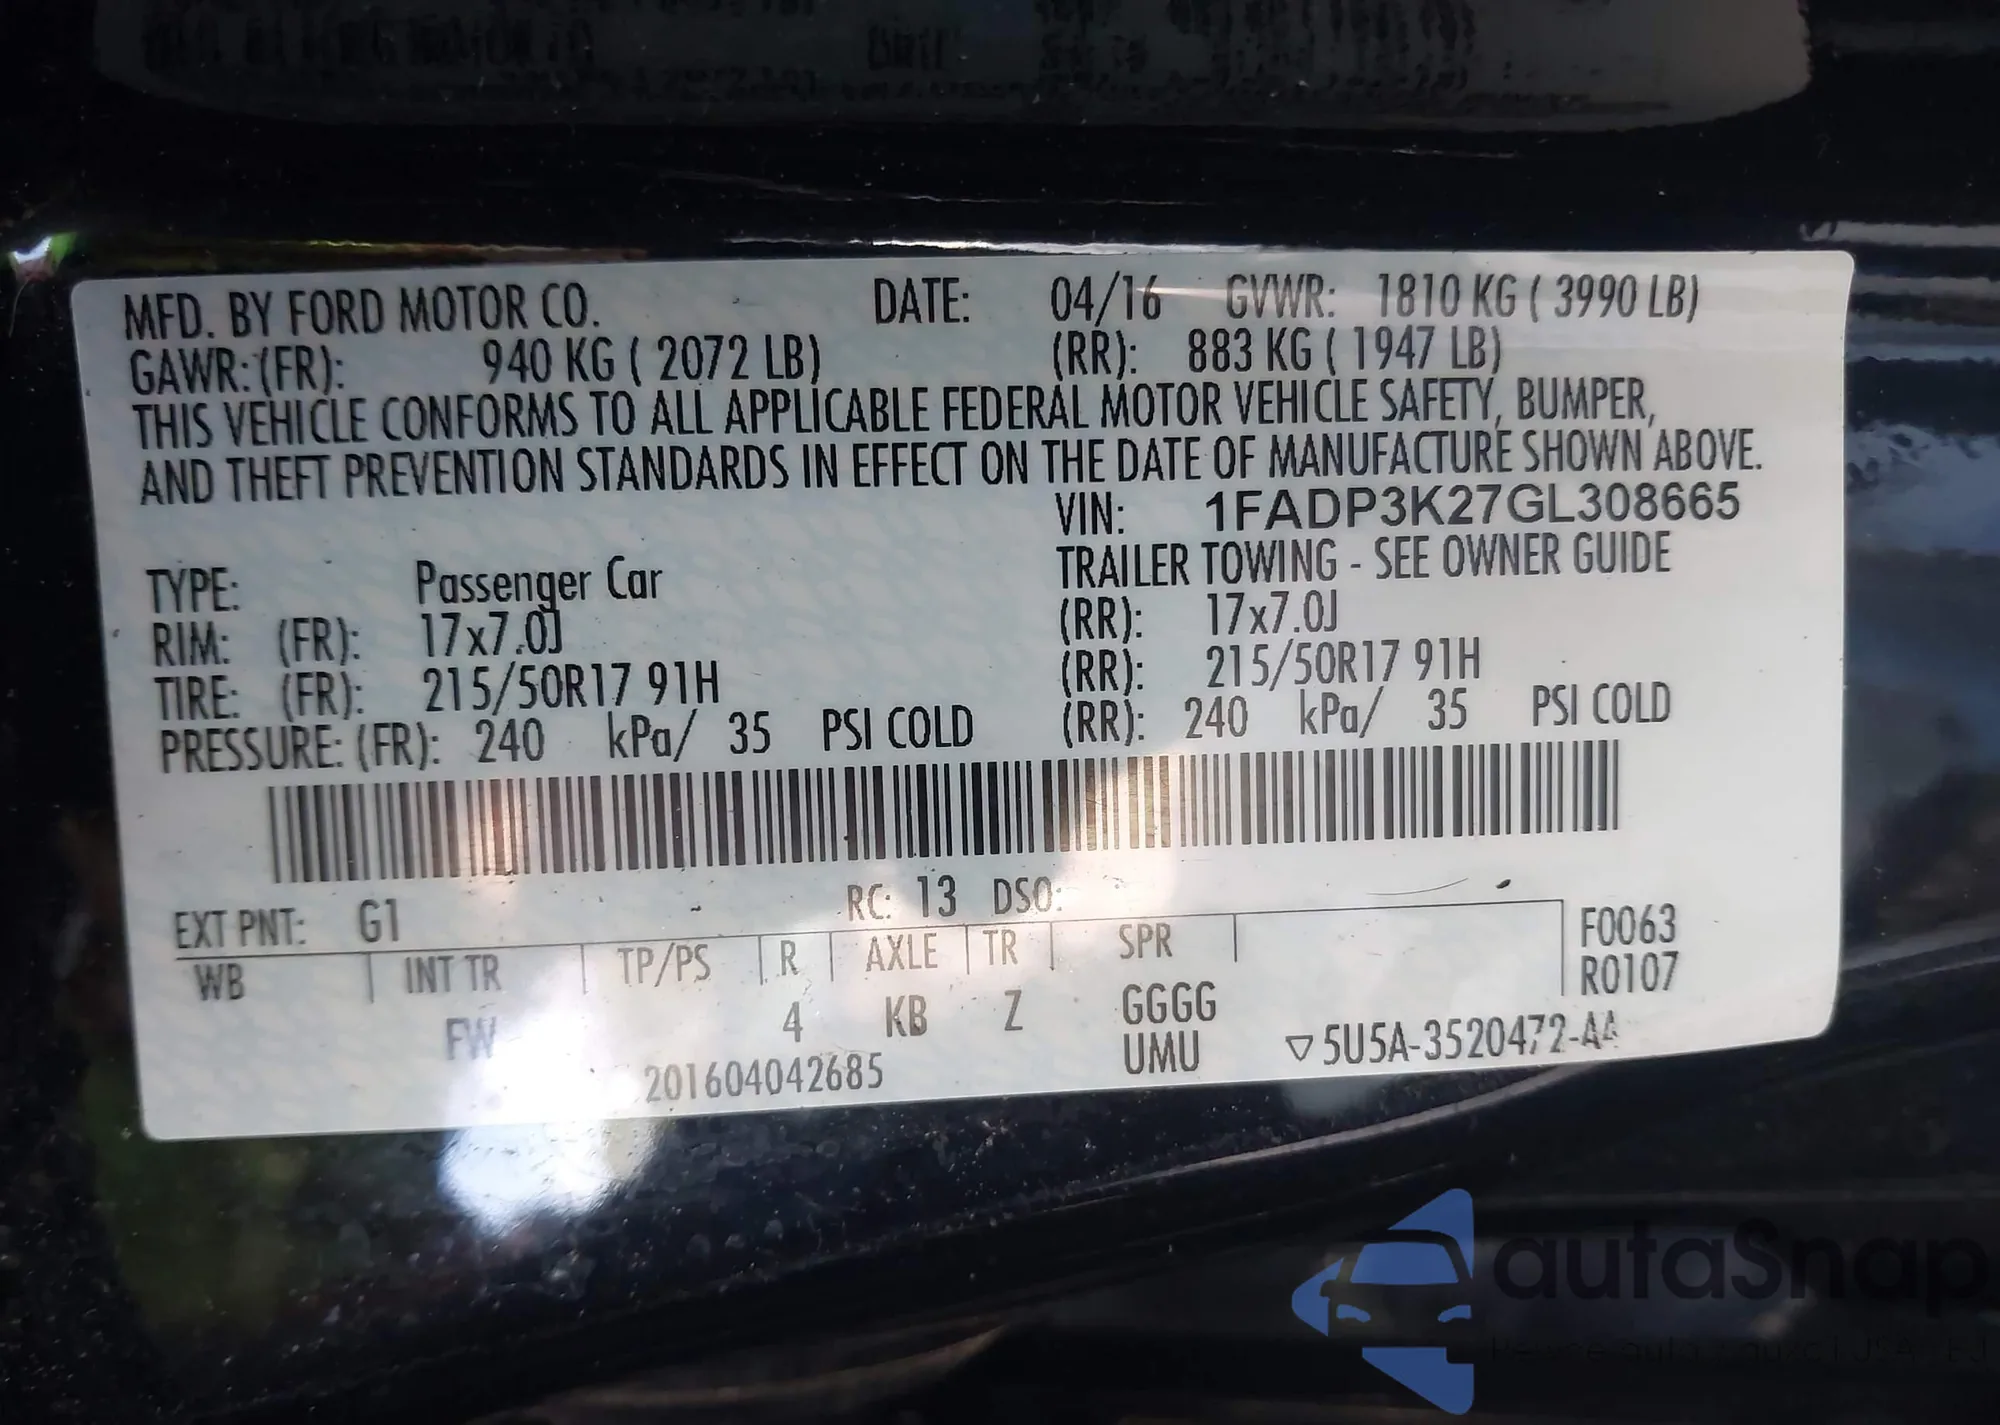 MFD. BY FORD MOTOR CO. DATE: 04/16 GVWR: 1810 KG ( 3990 LB)
GAWR: (FR): 940 KG ( 2072 LB) (RR): 883 KG ( 1947 LB)
THIS VEHICLE CONFORMS TO ALL APPLICABLE FEDERAL MOTOR VEHICLE SAFETY, BUMPER,
AND THEFT PREVENTION STANDARDS IN EFFECT ON THE DATE OF MANUFACTURE SHOWN ABOVE.
VIN: 1FADP3K27GL308665
TYPE: Passenger Car TRAILER TOWING - SEE OWNER GUIDE
RIM: (FR): 17x7.0J (RR): 17x7.0J
TIRE: (FR): 215/50R17 91H (RR): 215/50R17 91H
PRESSURE: (FR): 240 kPa/ 35 PSI COLD (RR): 240 kPa/ 35 PSI COLD
EXT PNT: G1 RC: 13 DSO:
WB INT TR TP/PS R AXLE TR SPR F0063
R0107
FW 4 KB Z GGGG
UMU
201604042685 ▽5U5A-3520472-AA
autaSnap